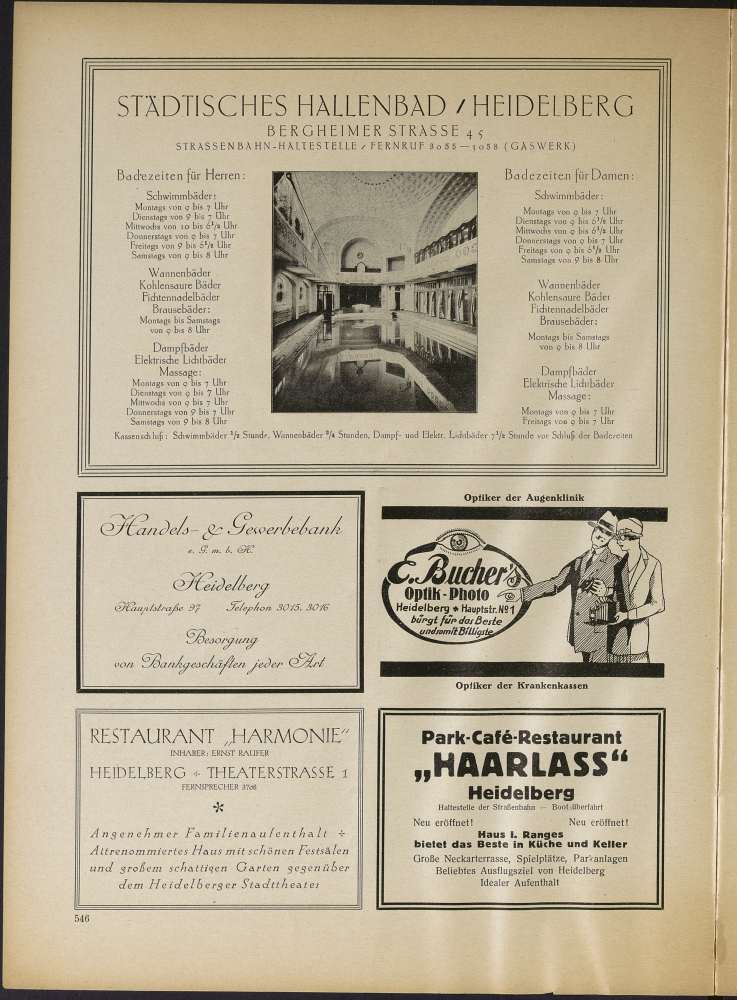 STÄDTISCHES HALLENBAD / HEIDELBERG
BERGHEIMER STRASSE 45
STRASSENBAHN-HALTESTELLE / FERNRUF 3055—3058 (GASWERK)
Badezeiten für Herren:
Schwimmbäder:
Montags von 9 bis 7 Uhr
Dienstags von 9 bis 7 Uhr
Mittwochs von 10 bis 6¹/₂ Uhr
Donnerstags von 9 bis 7 Uhr
Freitags von 9 bis 5¹/₂ Uhr
Samstags von 9 bis 8 Uhr
Wannenbäder
Kohlensaure Bäder
Fichtennadelbäder
Brausebäder:
Montags bis Samstags
von 9 bis 8 Uhr
Dampfbäder
Elektrische Lichtbäder
Massage:
Montags von 9 bis 7 Uhr
Dienstags von 9 bis 7 Uhr
Mittwochs von 9 bis 7 Uhr
Donnerstags von 9 bis 7 Uhr
Samstags von 9 bis 8 Uhr
Badezeiten für Damen:
Schwimmbäder:
Montags von 9 bis 7 Uhr
Dienstags von 9 bis 6¹/₂ Uhr
Mittwochs von 9 bis 6¹/₂ Uhr
Donnerstags von 9 bis 7 Uhr
Freitags von 9 bis 6¹/₂ Uhr
Samstags von 9 bis 8 Uhr
Wannenbäder
Kohlensaure Bäder
Fichtennadelbäder
Brausebäder:
Montags bis Samstags
von 9 bis 8 Uhr
Dampfbäder
Elektrische Lichtbäder
Massage:
Montags von 9 bis 7 Uhr
Freitags von 9 bis 7 Uhr
Kassenschluß: Schwimmbäder ¹/₂ Stunde, Wannenbäder ³/₄ Stunden, Dampf- und Elektr. Lichtbäder Stunde vor Schluß der Badezeiten
Handels- & Gewerbebank
e. G. m. b. H.
Heidelberg
Hauptstraße 97 Telephon 3015, 3016
Besorgung
von Bankgeschäften jeder Art
Optiker der Augenklinik
E. Bucher's
Optik - Photo
Heidelberg * Hauptstr. Nº 1
bürgt für das Beste
und somit Billigste
Optiker der Krankenkassen
RESTAURANT „HARMONIE“
INHABER: ERNST RAUFER
HEIDELBERG ÷ THEATERSTRASSE 1
FERNSPRECHER
*
Angenehmer Familienaufenthalt ÷
Altrenommiertes Haus mit schönen Festsälen
und großem schattigen Garten gegenüber
dem Heidelberger Stadttheater
Park-Café-Restaurant
„HAARLASS“
Heidelberg
Haltestelle der Straßenbahn — Bootüberfahrt
Neu eröffnet! Neu eröffnet!
Haus I. Ranges
bietet das Beste in Küche und Keller
Große Neckarterrasse, Spielplätze, Parkanlagen
Beliebtes Ausflugsziel von Heidelberg
Idealer Aufenthalt
546